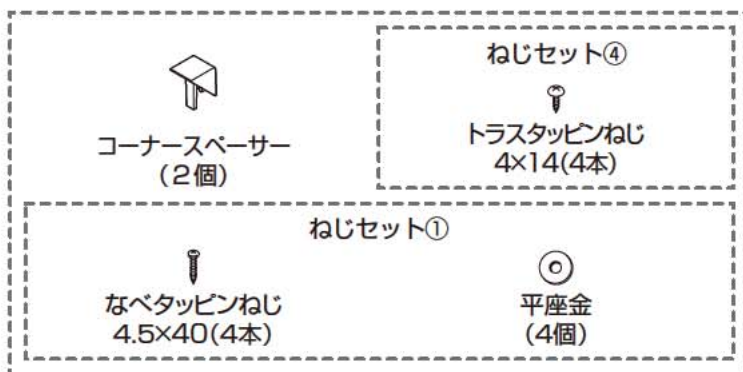 コーナースペーサー
(2個)
ねじセット④
トラスタッピンねじ
4×14(4本)
ねじセット①
なべタッピンねじ
4.5×40(4本)
平座金
(4個)